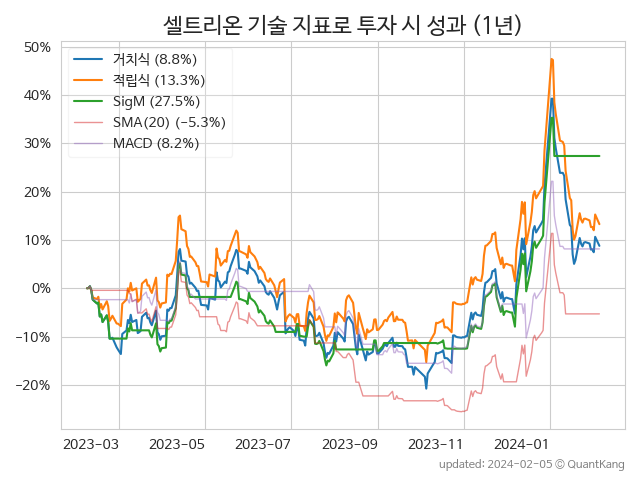 셀트리온 기술 지표로 투자 시 성과 (1년)
50%
40%
30%
20%
10%
0%
−10%
−20%
거치식 (8.8%)
적립식 (13.3%)
SigM (27.5%)
SMA(20) (−5.3%)
MACD (8.2%)
2023-03 2023-05 2023-07 2023-09 2023-11 2024-01
updated: 2024-02-05 © QuantKang